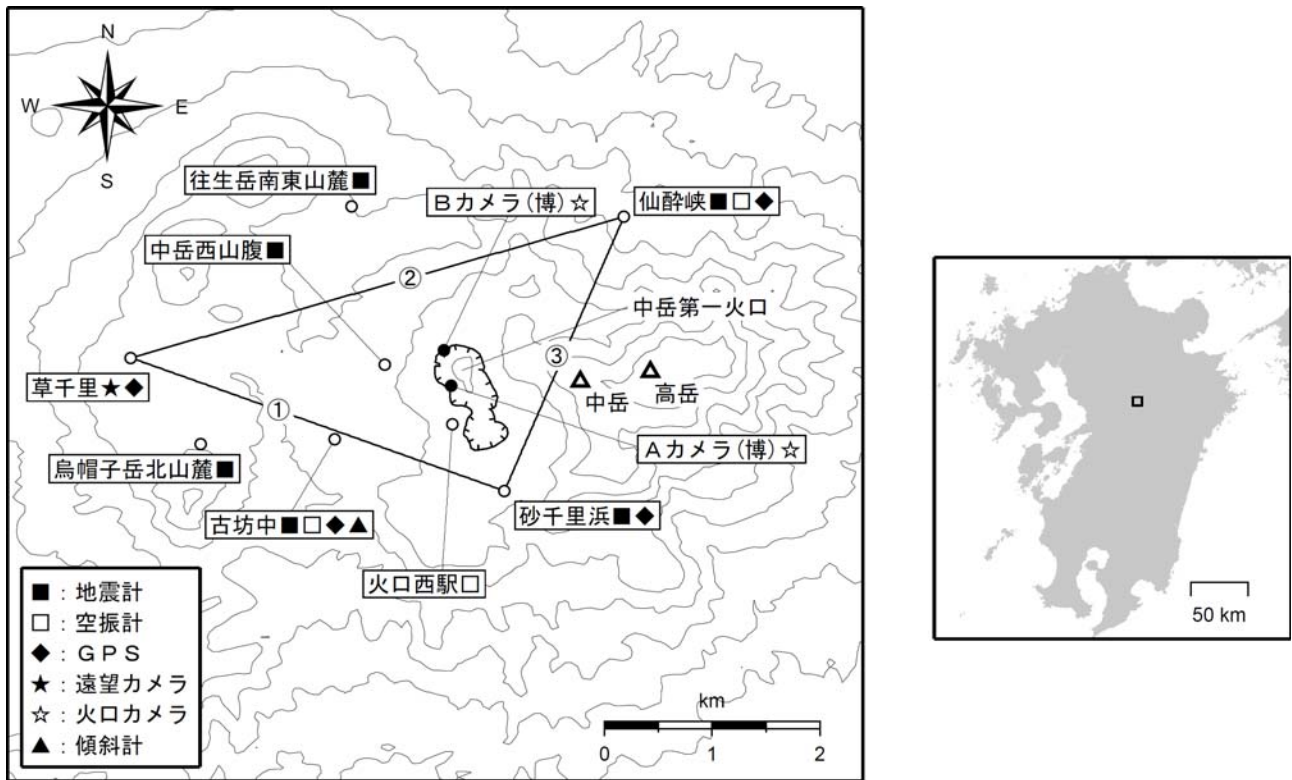 N
W
E
S
往生岳南東山麓■
Bカメラ(博)☆
仙酔峡■□◆
中岳西山腹■
②
中岳第一火口
③
草千里★◆
①
中岳
高岳
烏帽子岳北山麓■
Aカメラ(博)☆
古坊中■□◆▲
砂千里浜■◆
火口西駅□
■:地震計
□:空振計
◆:GPS
★:遠望カメラ
☆:火口カメラ
▲:傾斜計
km
0 1 2
50 km